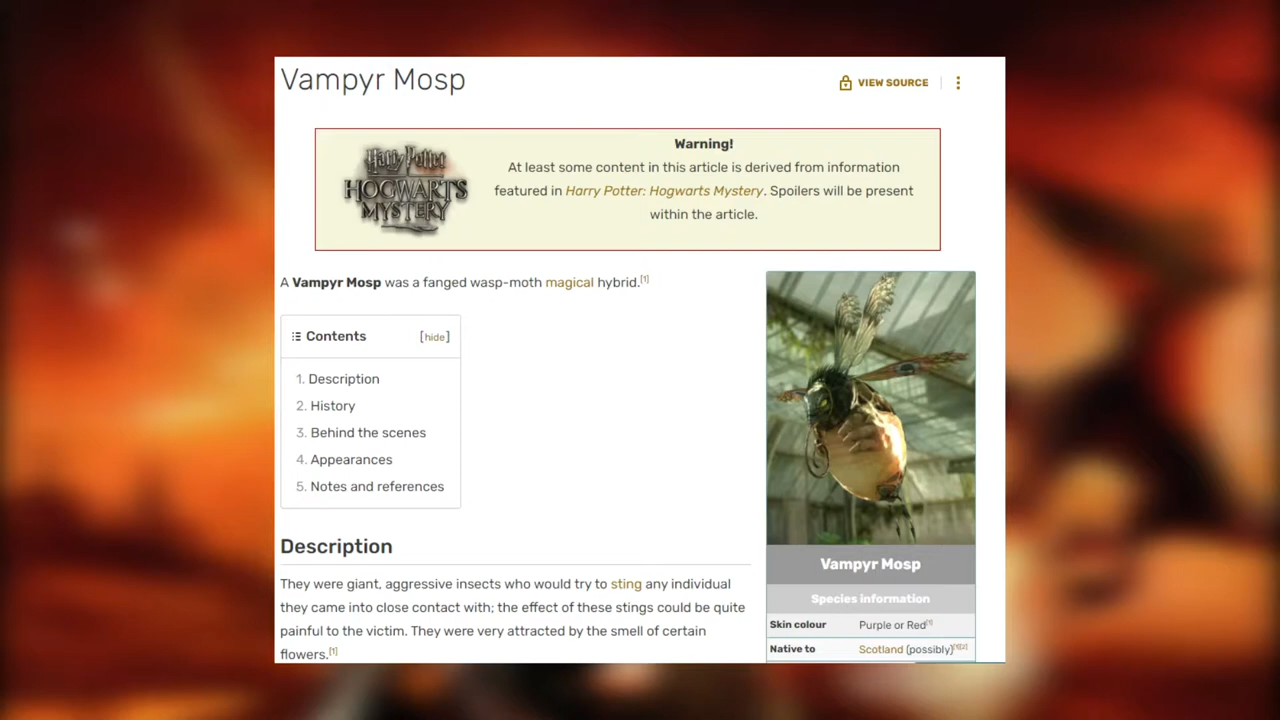 Vampyr Mosp
VIEW SOURCE
Harry Potter
HOGWARTS
MYSTERY
Warning!
At least some content in this article is derived from information
featured in Harry Potter: Hogwarts Mystery. Spoilers will be present
within the article.
A Vampyr Mosp was a fanged wasp-moth magical hybrid.[1]
Contents [hide]
1. Description
2. History
3. Behind the scenes
4. Appearances
5. Notes and references
Description
They were giant, aggressive insects who would try to sting any individual
they came into close contact with; the effect of these stings could be quite
painful to the victim. They were very attracted by the smell of certain
flowers.[1]
Vampyr Mosp
Species information
Skin colour Purple or Red[1]
Native to Scotland (possibly)[1][2]